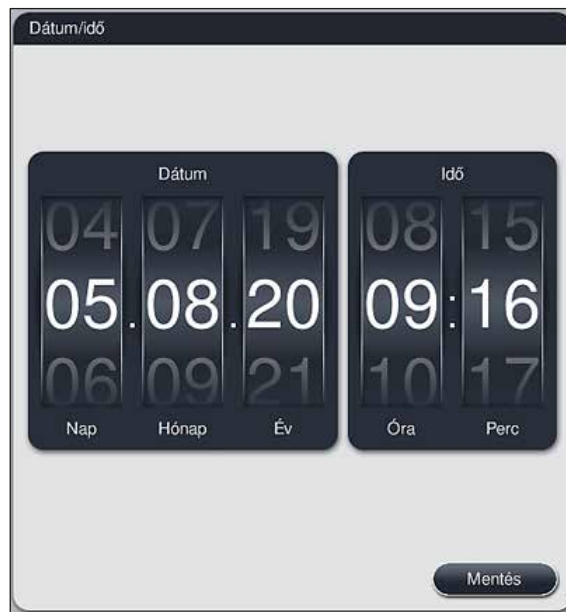 Dátum/idő
Dátum
Idő
04 07 19 08 15
05.08.20 09:16
06 09 21 10 17
Nap Hónap Év Óra Perc
Mentés